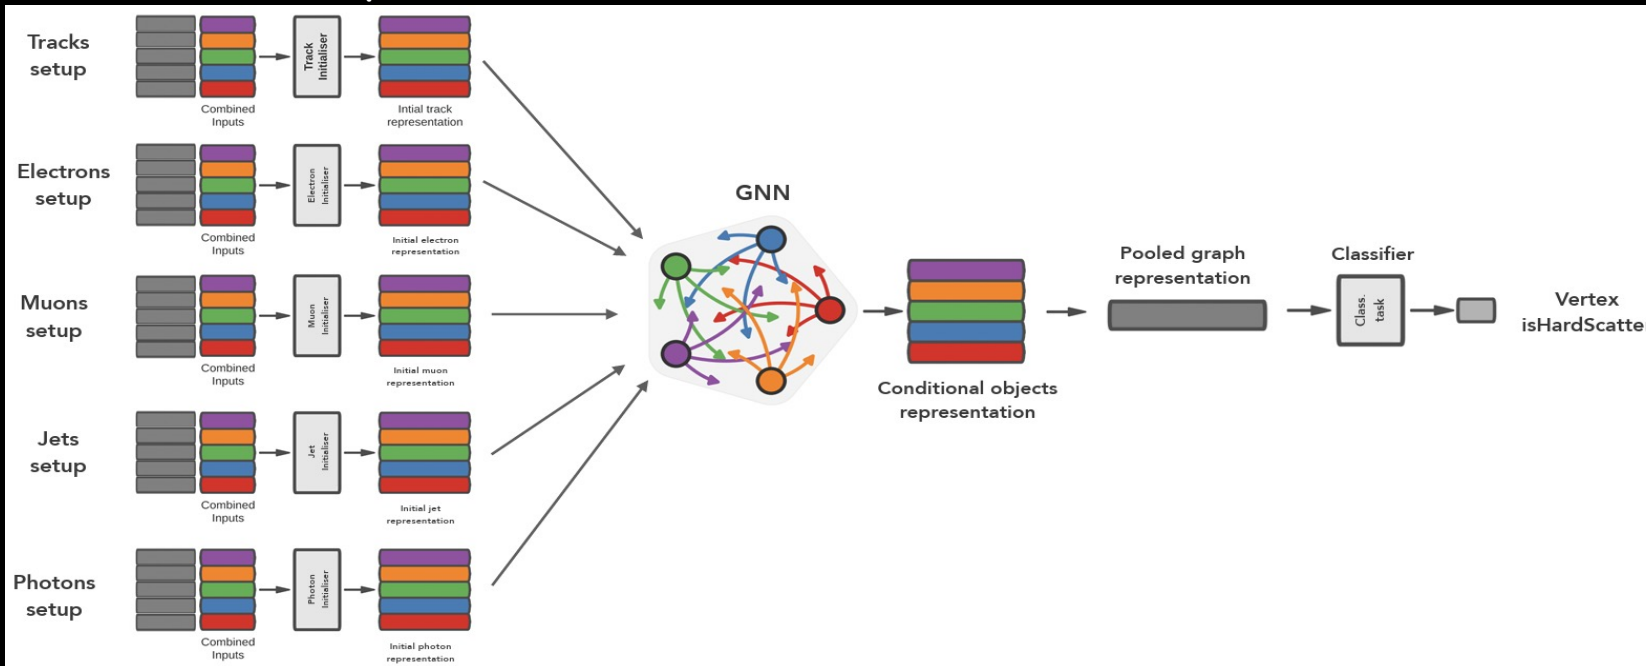 Tracks
setup
Combined
Inputs
Track
Initialiser
Intial track
representation
Electrons
setup
Combined
Inputs
Electron
Initialiser
Initial electron
representation
Muons
setup
Combined
Inputs
Muon
Initialiser
Initial muon
representation
Jets
setup
Combined
Inputs
Jet
Initialiser
Initial jet
representation
Photons
setup
Combined
Inputs
Photon
Initialiser
Initial photon
representation
GNN
Conditional objects
representation
Pooled graph
representation
Classifier
Class.
task
Vertex
isHardScatte